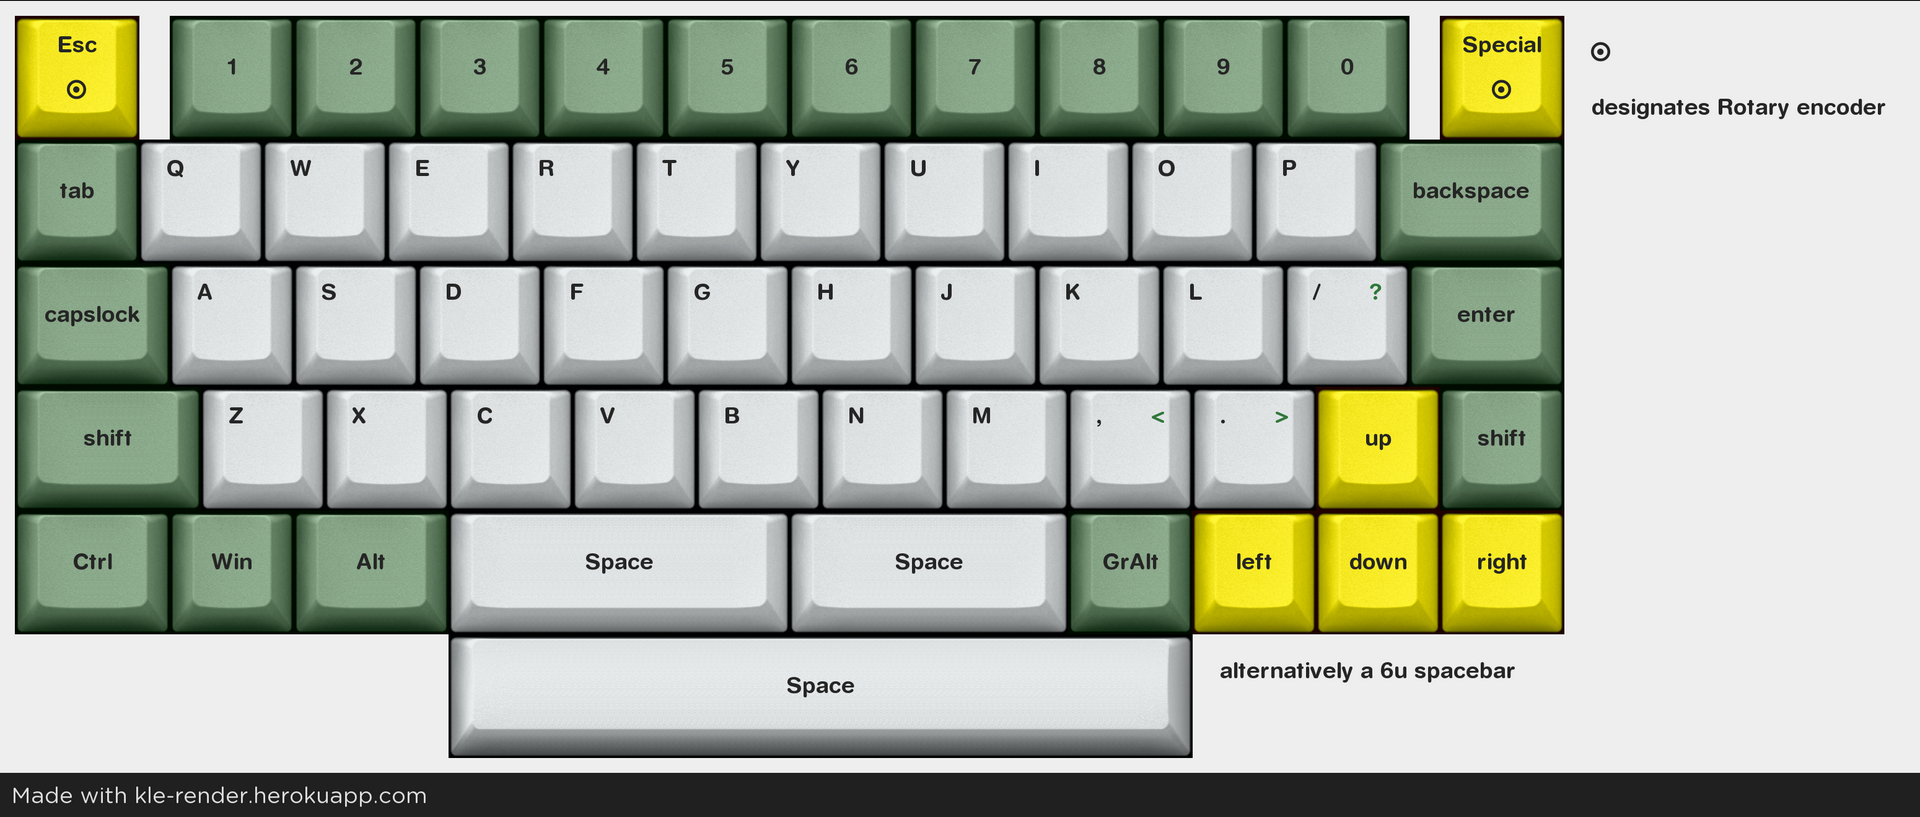 Esc 1 2 3 4 5 6 7 8 9 0 Special
designates Rotary encoder
tab Q W E R T Y U I O P backspace
capslock A S D F G H J K L / ? enter
shift Z X C V B N M , < . > up shift
Ctrl Win Alt Space Space GrAlt left down right
Space alternatively a 6u spacebar
Made with kle-render.herokuapp.com